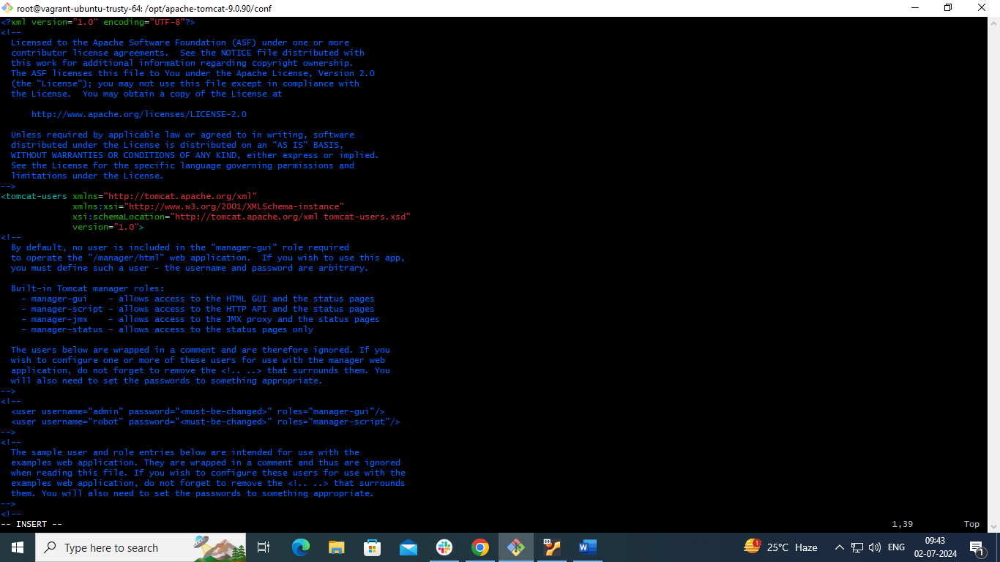 root@vagrant-ubuntu-trusty-64: /opt/apache-tomcat-9.0.90/conf
<?xml version="1.0" encoding="UTF-8"?>
<!--
  Licensed to the Apache Software Foundation (ASF) under one or more
  contributor license agreements.  See the NOTICE file distributed with
  this work for additional information regarding copyright ownership.
  The ASF licenses this file to You under the Apache License, Version 2.0
  (the "License"); you may not use this file except in compliance with
  the License.  You may obtain a copy of the License at

      http://www.apache.org/licenses/LICENSE-2.0

  Unless required by applicable law or agreed to in writing, software
  distributed under the License is distributed on an "AS IS" BASIS,
  WITHOUT WARRANTIES OR CONDITIONS OF ANY KIND, either express or implied.
  See the License for the specific language governing permissions and
  limitations under the License.
-->
<tomcat-users xmlns="http://tomcat.apache.org/xml"
              xmlns:xsi="http://www.w3.org/2001/XMLSchema-instance"
              xsi:schemaLocation="http://tomcat.apache.org/xml tomcat-users.xsd"
              version="1.0">
<!--
  By default, no user is included in the "manager-gui" role required
  to operate the "/manager/html" web application.  If you wish to use this app,
  you must define such a user - the username and password are arbitrary.

  Built-in Tomcat manager roles:
    - manager-gui    - allows access to the HTML GUI and the status pages
    - manager-script - allows access to the HTTP API and the status pages
    - manager-jmx    - allows access to the JMX proxy and the status pages
    - manager-status - allows access to the status pages only

  The users below are wrapped in a comment and are therefore ignored. If you
  wish to configure one or more of these users for use with the manager web
  application, do not forget to remove the <!.. ..> that surrounds them. You
  will also need to set the passwords to something appropriate.
-->
<!--
  <user username="admin" password="<must-be-changed>" roles="manager-gui"/>
  <user username="robot" password="<must-be-changed>" roles="manager-script"/>
-->
<!--
  The sample user and role entries below are intended for use with the
  examples web application. They are wrapped in a comment and thus are ignored
  when reading this file. If you wish to configure these users for use with the
  examples web application, do not forget to remove the <!.. ..> that surrounds
  them. You will also need to set the passwords to something appropriate.
-->
<!--
-- INSERT -- 1,39 Top
Type here to search 64 W 1 25°C Haze ENG 09:43 1
02-07-2024